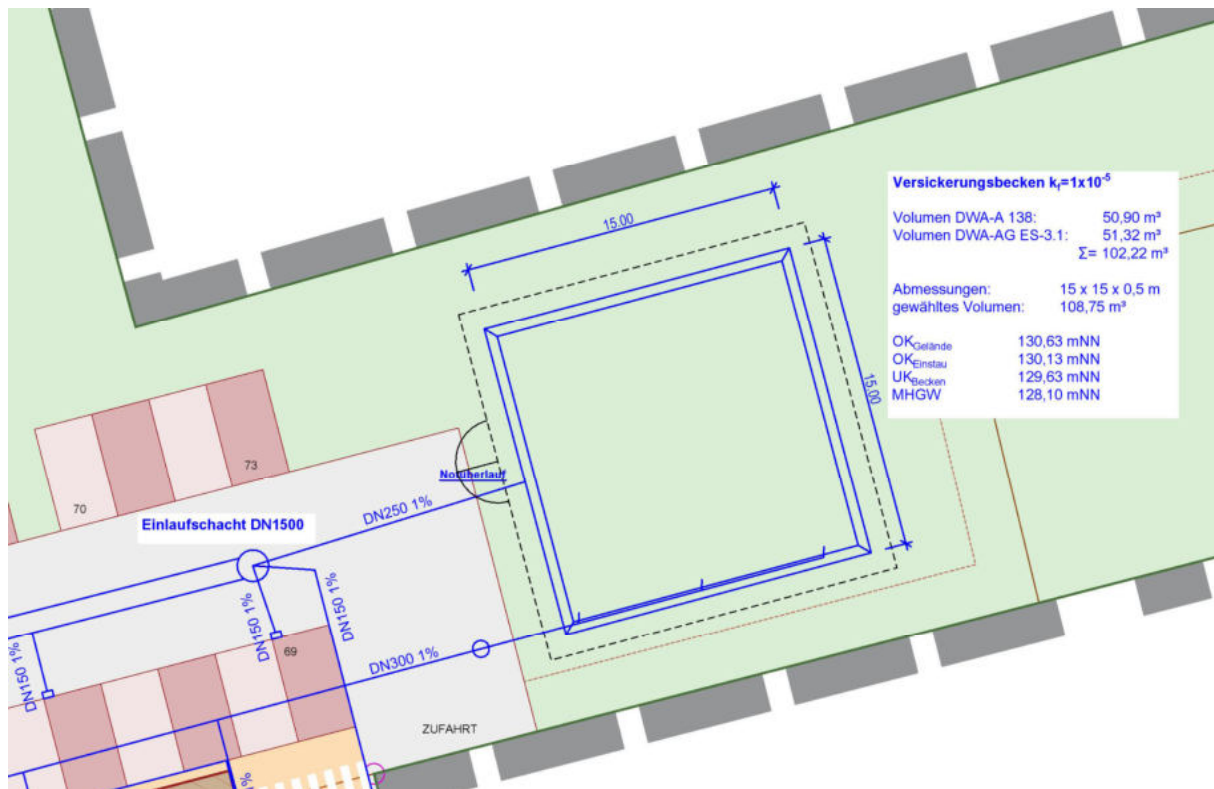 Versickerungsbecken kf=1x10⁻⁵
Volumen DWA-A 138: 50,90 m³
Volumen DWA-AG ES-3.1: 51,32 m³
Σ= 102,22 m³
Abmessungen: 15 x 15 x 0,5 m
gewähltes Volumen: 108,75 m³
OKGelände 130,63 mNN
OKEinstau 130,13 mNN
UKBecken 129,63 mNN
MHGW 128,10 mNN
15.00
15.00
Notüberlauf
73
70
Einlaufschacht DN1500
DN250 1%
DN150 1%
DN150 1%
DN150 1%
69
DN300 1%
ZUFAHRT